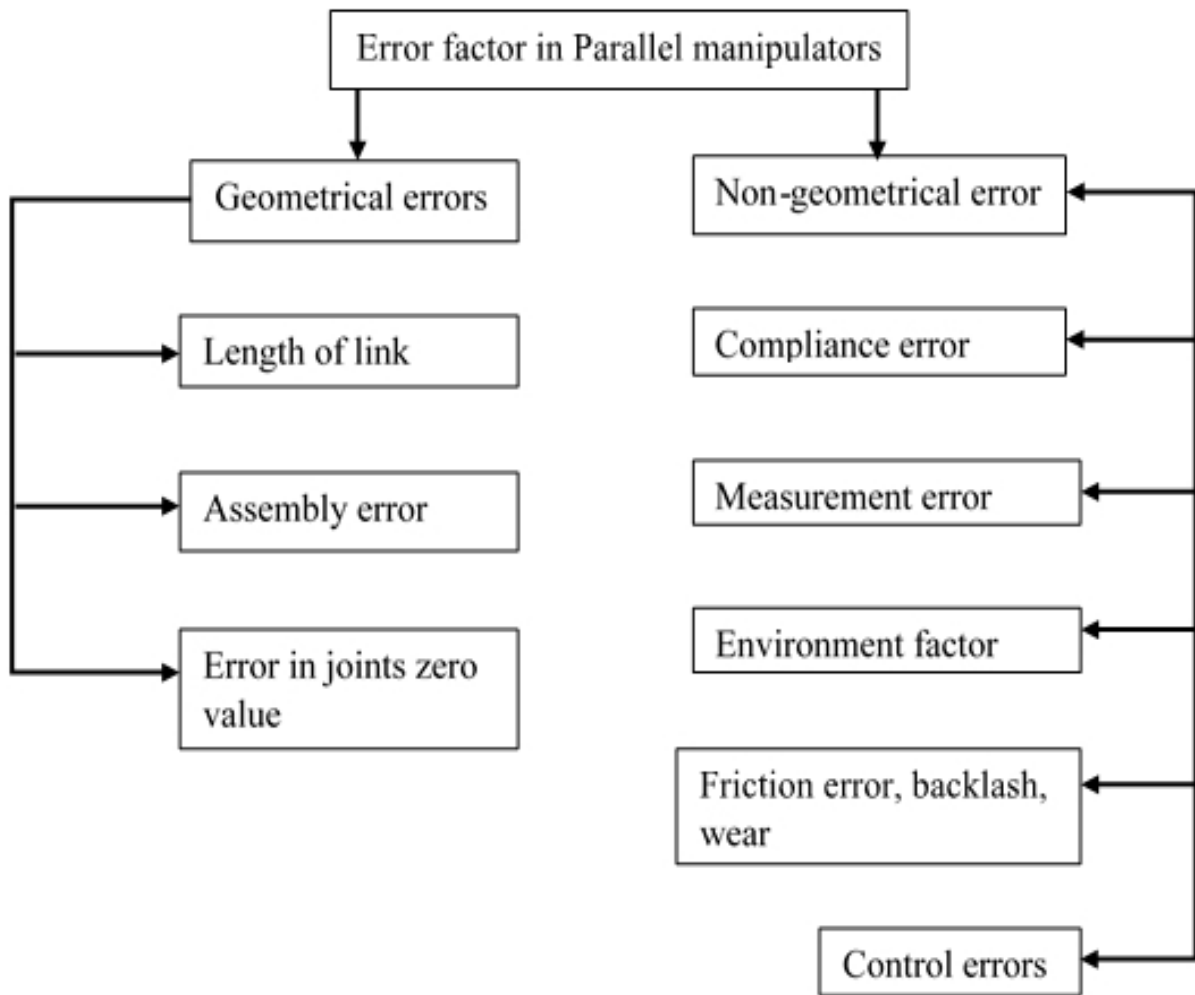 Error factor in Parallel manipulators
Geometrical errors
Non-geometrical error
Length of link
Compliance error
Assembly error
Measurement error
Error in joints zero
value
Environment factor
Friction error, backlash,
wear
Control errors